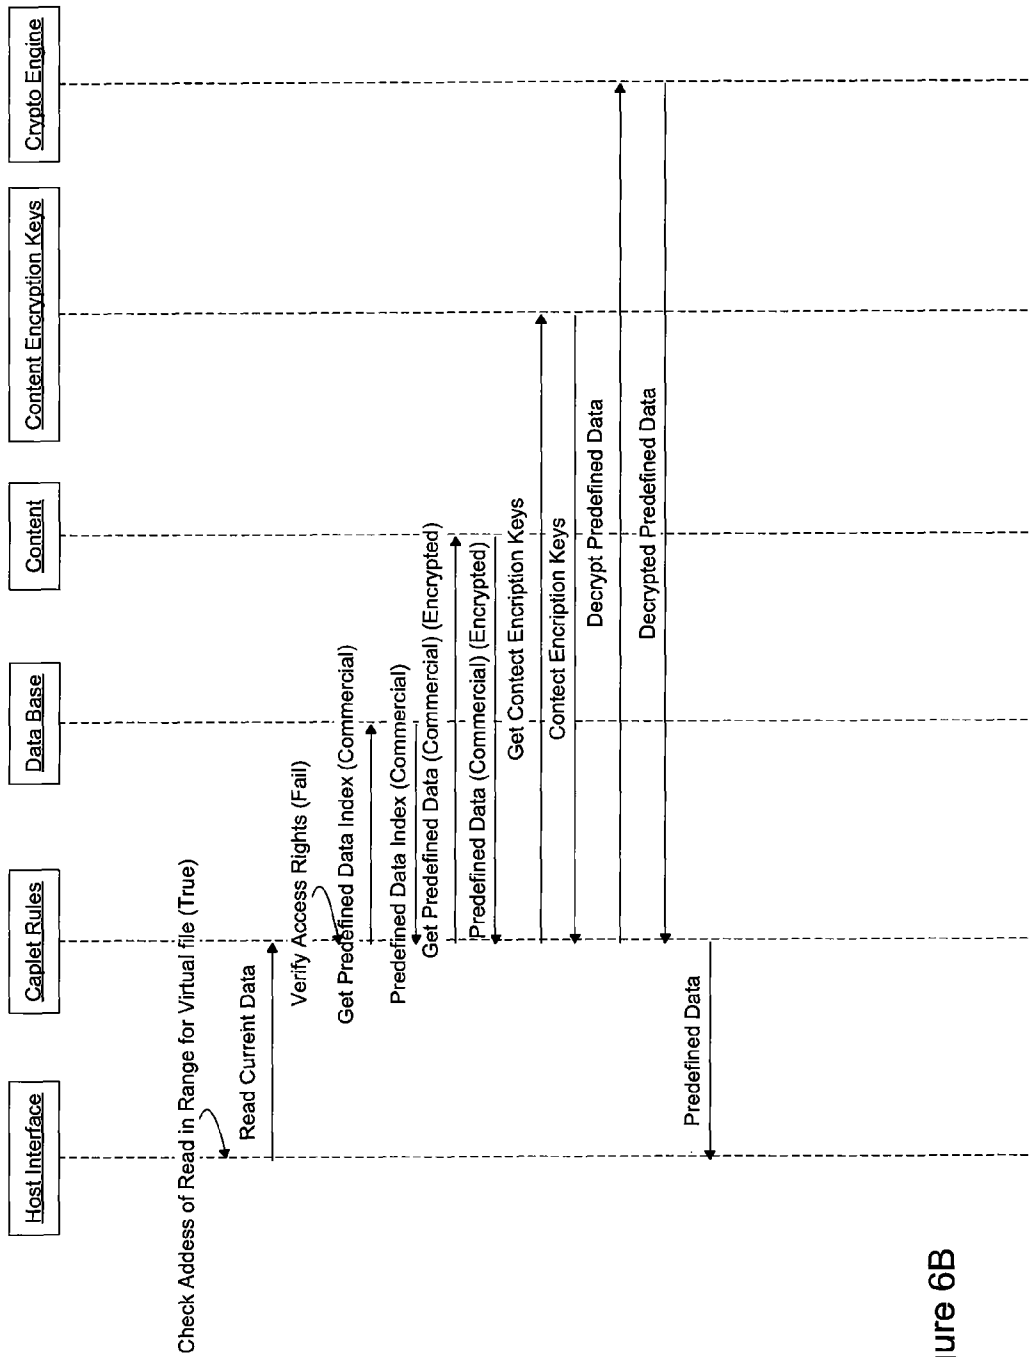 Host Interface
Caplet Rules
Data Base
Content
Content Encryption Keys
Crypto Engine
Check Addess of Read in Range for Virtual file (True)
Read Current Data
Verify Access Rights (Fail)
Get Predefined Data Index (Commercial)
Predefined Data Index (Commercial)
Get Predefined Data (Commercial) (Encrypted)
Predefined Data (Commercial) (Encrypted)
Get Contect Encription Keys
Contect Encription Keys
Decrypt Predefined Data
Decrypted Predefined Data
Predefined Data
ure 6B